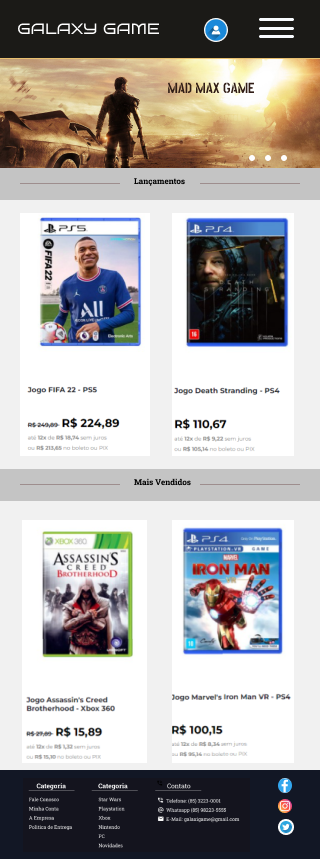 GALAXY GAME
MAD MAX GAME
Lançamentos
PS5
FIFA 22
Jogo FIFA 22 - PS5
R$ 249,89 R$ 224,89
até 12x de R$ 18,74 sem juros
ou R$ 213,65 no boleto ou PIX
PS4
DEATH STRANDING
Jogo Death Stranding - PS4
R$ 110,67
até 12x de R$ 9,22 sem juros
ou R$ 105,14 no boleto ou PIX
Mais Vendidos
XBOX 360
ASSASSIN'S
CREED
BROTHERHOOD
Jogo Assassin's Creed
Brotherhood - Xbox 360
R$ 27,89 R$ 15,89
até 12x de R$ 1,32 sem juros
ou R$ 15,10 no boleto ou PIX
PS4
PLAYSTATION VR GAME
MARVEL
IRON MAN
VR
Jogo Marvel's Iron Man VR - PS4
R$ 100,15
até 12x de R$ 8,34 sem juros
ou R$ 95,14 no boleto ou PIX
Categoria
Fale Conosco
Minha Conta
A Empresa
Política de Entrega
Categoria
Star Wars
Playstation
Xbox
Nintendo
PC
Novidades
Contato
Telefone: (85) 3223-0001
Whatsapp (85) 98223-5555
E-Mail: galaxigame@gmail.com